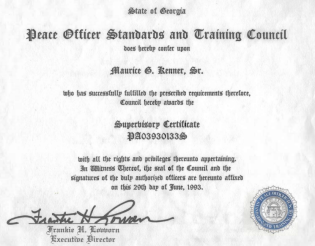 State of Georgia
Peace Officer Standards and Training Council
does hereby confer upon
Maurice G. Kenner, Sr.
who has successfully fulfilled the prescribed requirements therefore,
Council hereby awards the
Supervisory Certificate
PA03930133S
with all the rights and privileges thereunto appertaining.
In Witness Thereof, the seal of the Council and the
signatures of the duly authorized officers are hereunto affixed
on this 29th day of June, 1993.
Frankie H. Lowvorn
Executive Director